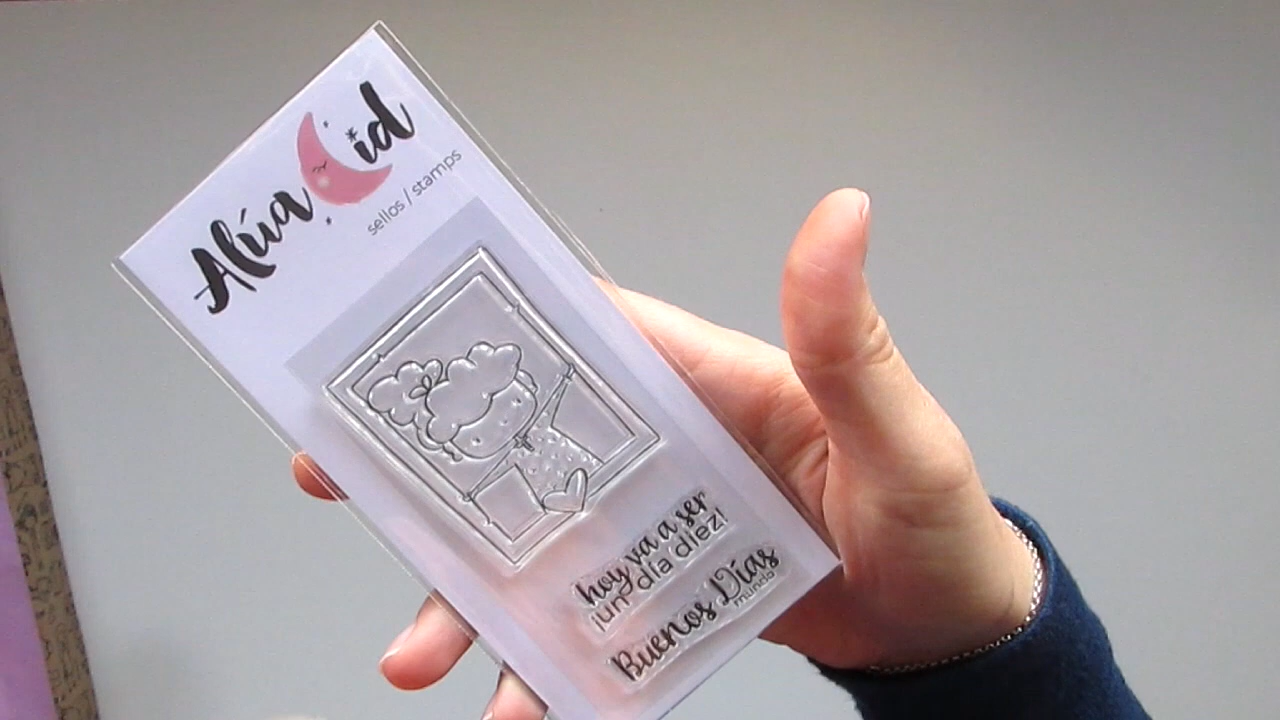 Alúa Cid
sellos / stamps
hoy va a ser
¡un día diez!
Buenos Días
mundo